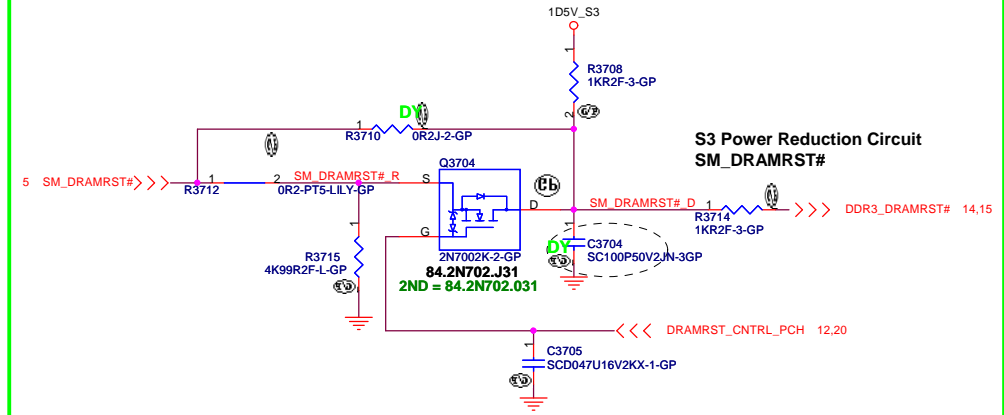 1D5V_S3
1
R3708
1KR2F-3-GP
2
DY
1
R3710
0R2J-2-GP
S3 Power Reduction Circuit
SM_DRAMRST#
5 SM_DRAMRST#
1
R3712
2
0R2-PT5-LILY-GP
SM_DRAMRST#_R
Q3704
S
D
G
2N7002K-2-GP
84.2N702.J31
2ND = 84.2N702.031
SM_DRAMRST#_D
1
R3714
1KR2F-3-GP
DDR3_DRAMRST# 14,15
1
R3715
4K99R2F-L-GP
1
DY
C3704
SC100P50V2JN-3GP
DRAMRST_CNTRL_PCH 12,20
1
C3705
SCD047U16V2KX-1-GP